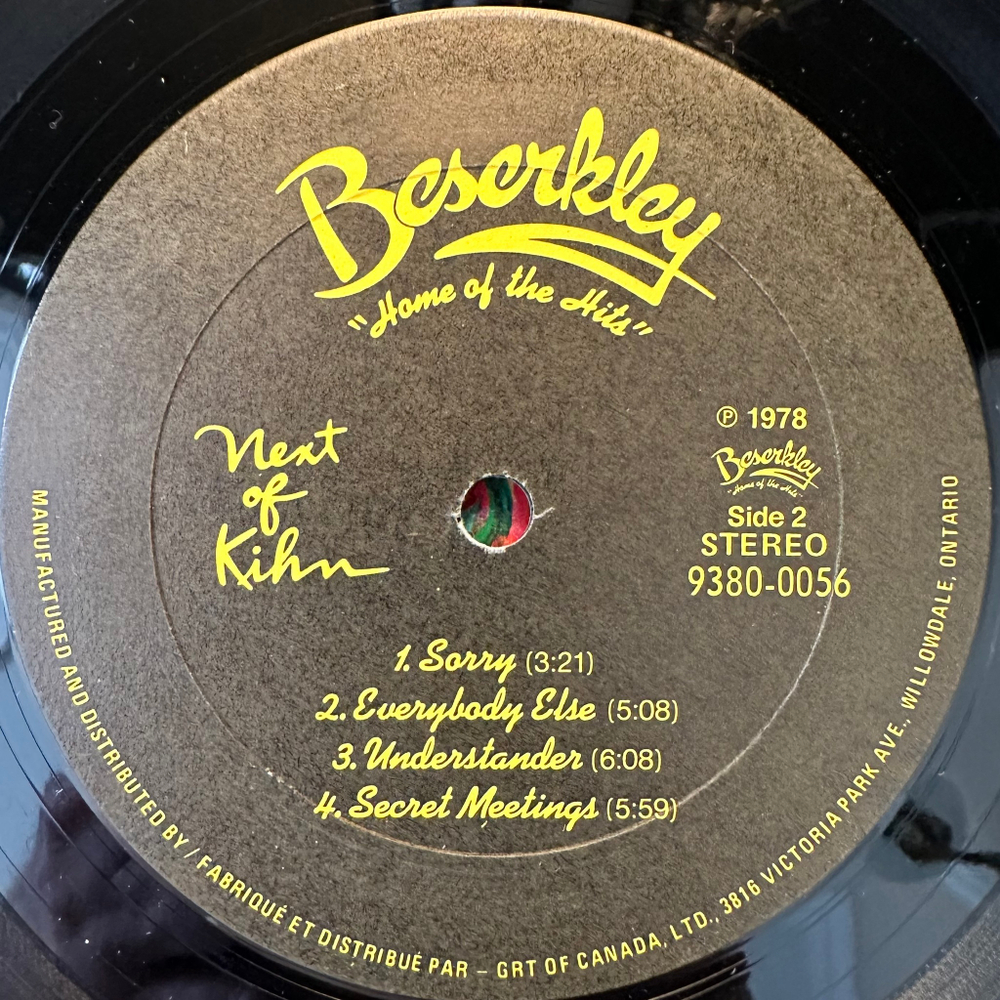 Beserkley
"Home of the Hits"
Next
of
Kihn
℗ 1978
Beserkley
"Home of the Hits"
Side 2
STEREO
9380-0056
1. Sorry (3:21)
2. Everybody Else (5:08)
3. Understander (6:08)
4. Secret Meetings (5:59)
MANUFACTURED AND DISTRIBUTED BY / FABRIQUÉ ET DISTRIBUÉ PAR – GRT OF CANADA, LTD., 3816 VICTORIA PARK AVE., WILLOWDALE, ONTARIO